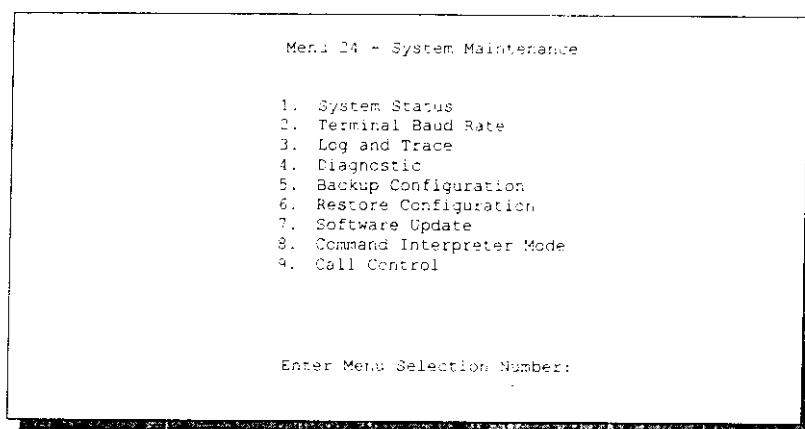 Menu 24 - System Maintenance
1. System Status
2. Terminal Baud Rate
3. Log and Trace
4. Diagnostic
5. Backup Configuration
6. Restore Configuration
7. Software Update
8. Command Interpreter Mode
9. Call Control
Enter Menu Selection Number: